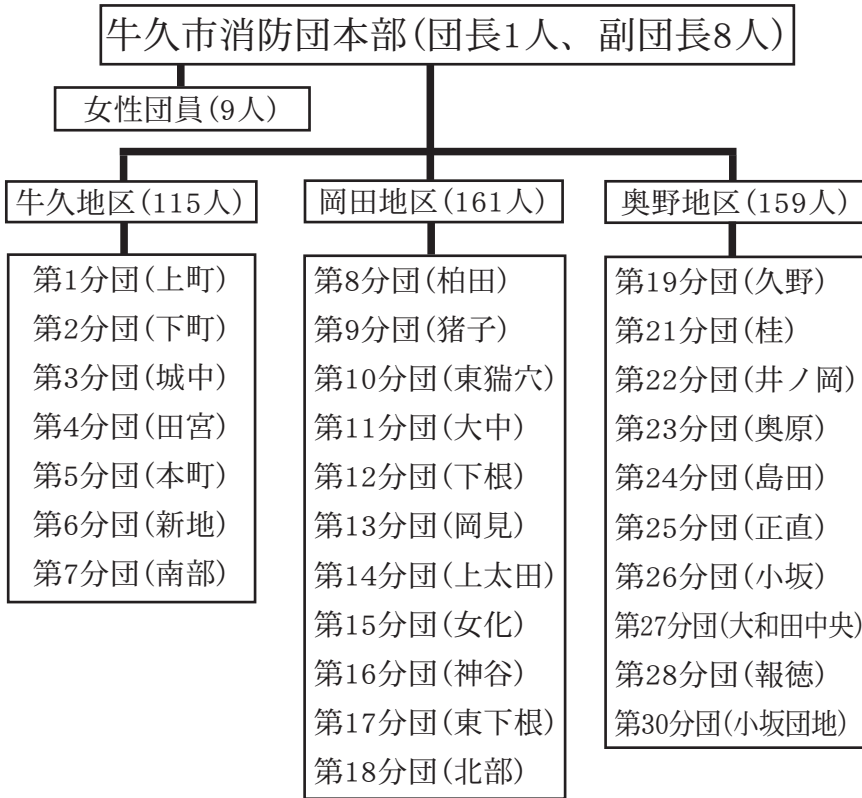 牛久市消防団本部(団長1人、副団長8人)
女性団員(9人)
牛久地区(115人)
第1分団(上町)
第2分団(下町)
第3分団(城中)
第4分団(田宮)
第5分団(本町)
第6分団(新地)
第7分団(南部)
岡田地区(161人)
第8分団(柏田)
第9分団(猪子)
第10分団(東猯穴)
第11分団(大中)
第12分団(下根)
第13分団(岡見)
第14分団(上太田)
第15分団(女化)
第16分団(神谷)
第17分団(東下根)
第18分団(北部)
奥野地区(159人)
第19分団(久野)
第21分団(桂)
第22分団(井ノ岡)
第23分団(奥原)
第24分団(島田)
第25分団(正直)
第26分団(小坂)
第27分団(大和田中央)
第28分団(報徳)
第30分団(小坂団地)